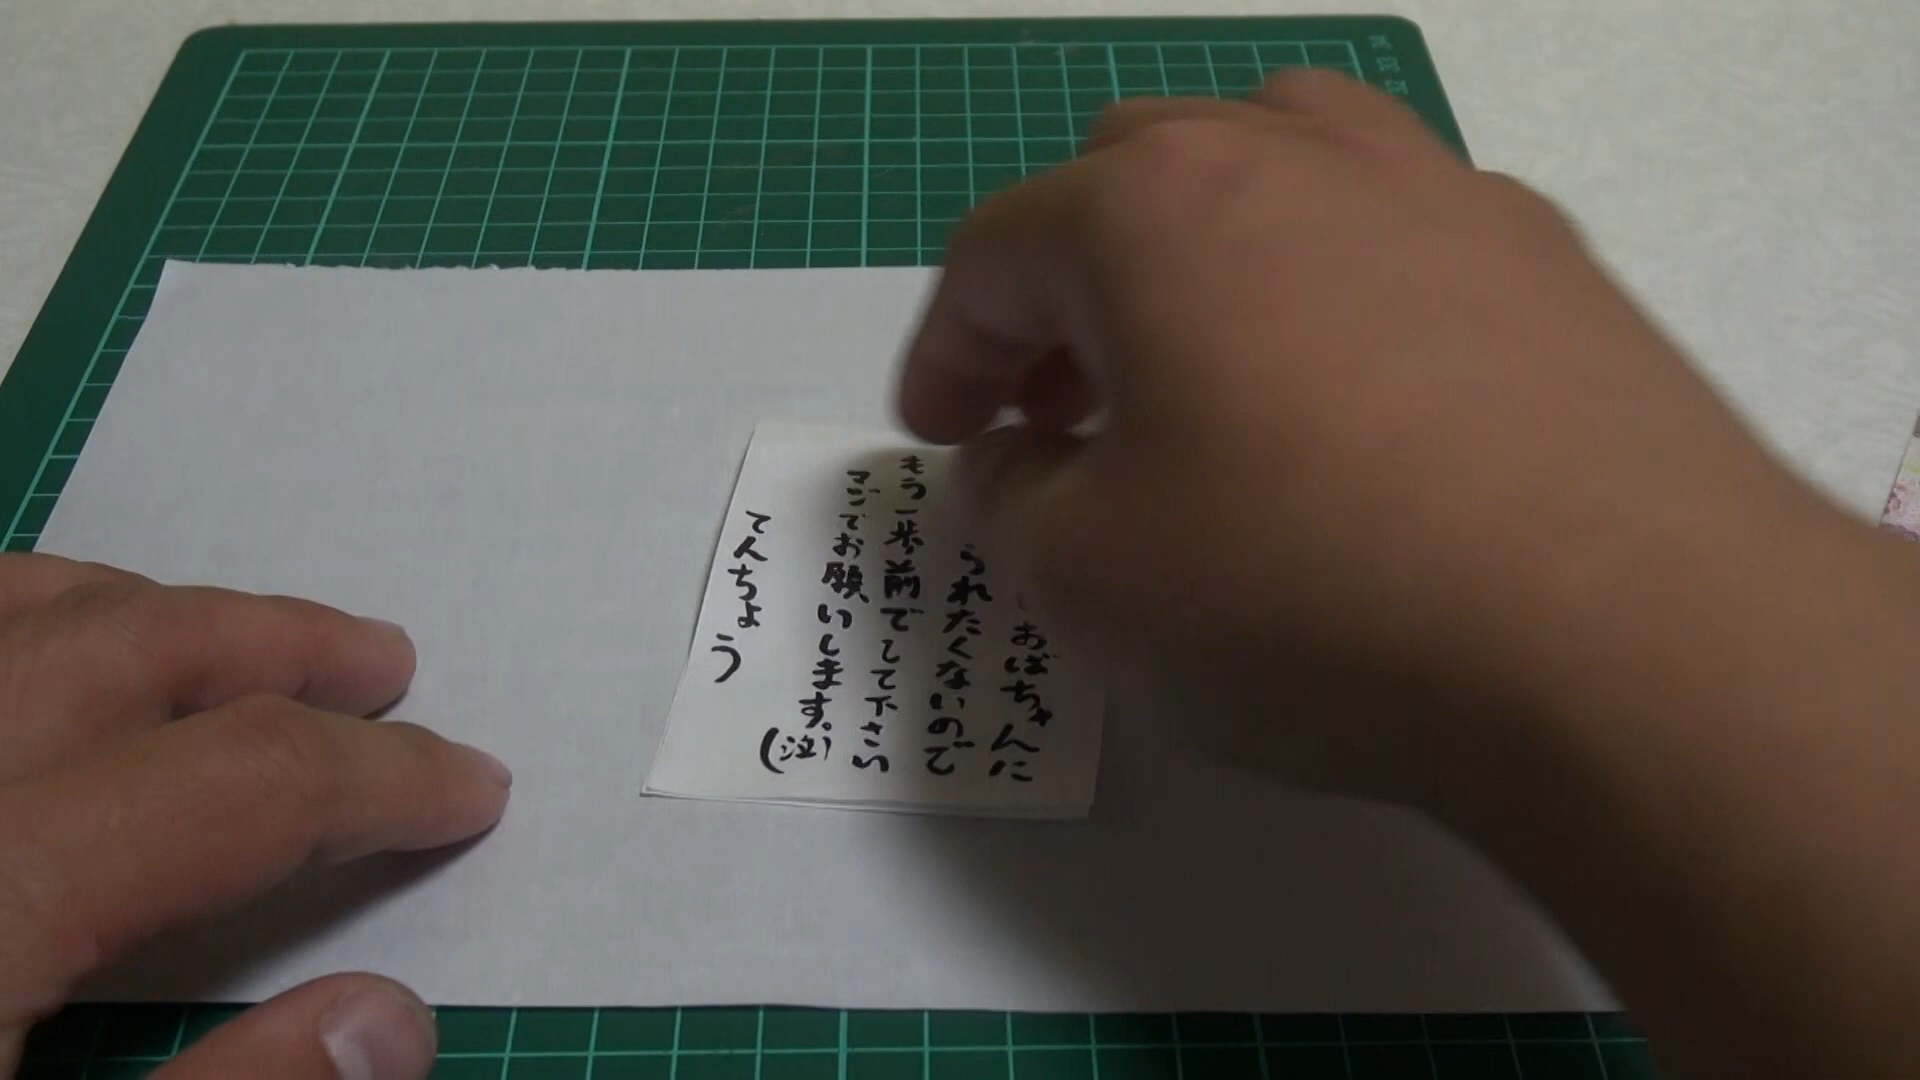 おばちゃんに
られたくないので
もう一歩前でして下さい
マジでお願いします。(泣)
てんちょう